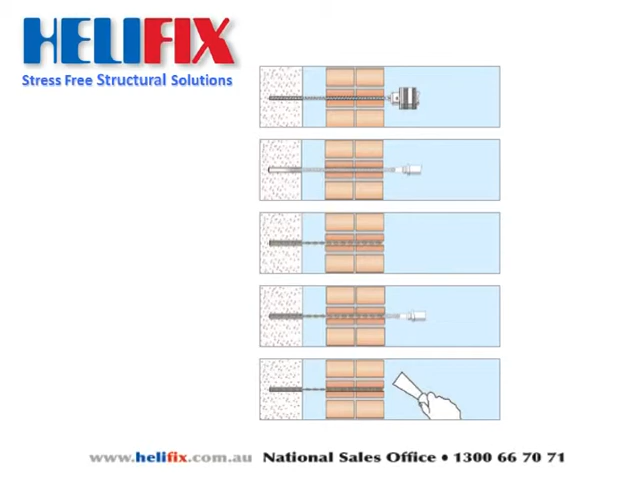 HELIFIX
Stress Free Structural Solutions
www.helifix.com.au National Sales Office • 1300 66 70 71